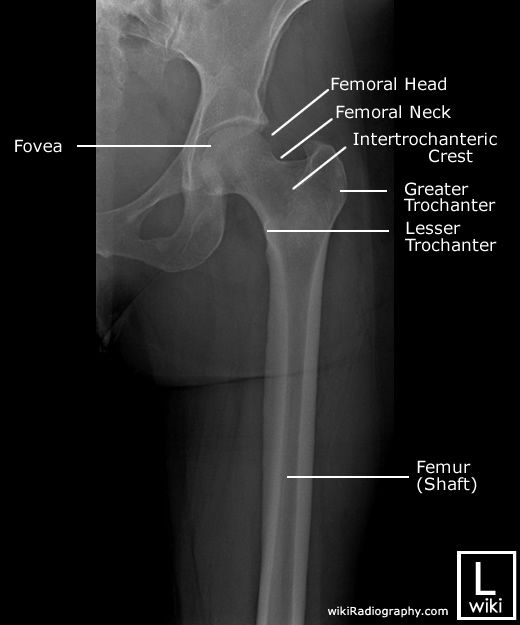 Femoral Head
Femoral Neck
Intertrochanteric
Crest
Fovea
Greater
Trochanter
Lesser
Trochanter
Femur
(Shaft)
L
wiki
wikiRadiography.com